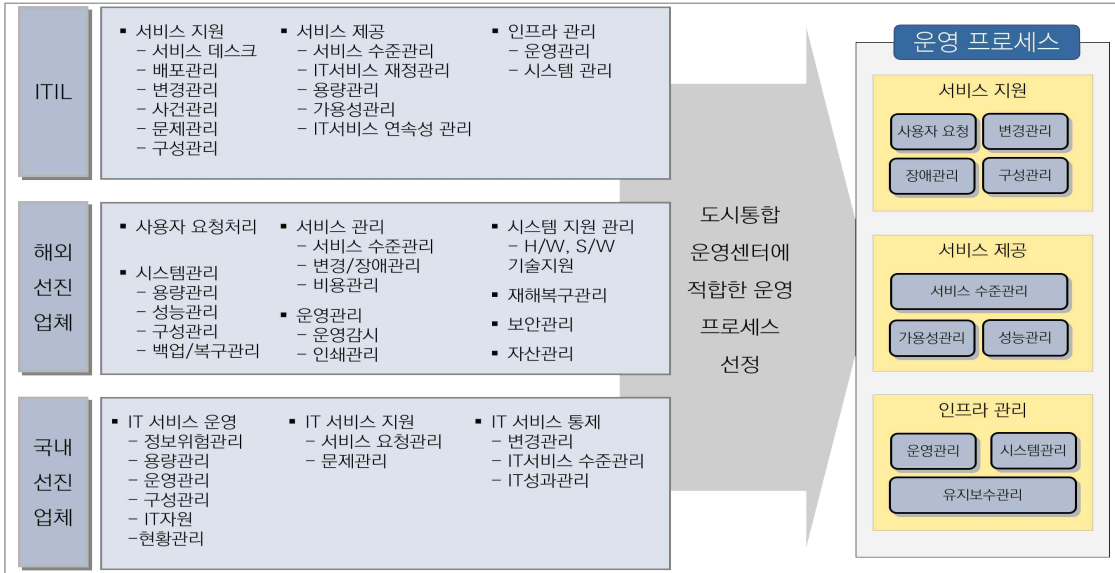 ITIL
▪ 서비스 지원
– 서비스 데스크
– 배포관리
– 변경관리
– 사건관리
– 문제관리
– 구성관리
▪ 서비스 제공
– 서비스 수준관리
– IT서비스 재정관리
– 용량관리
– 가용성관리
– IT서비스 연속성 관리
▪ 인프라 관리
– 운영관리
– 시스템 관리
해외
선진
업체
▪ 사용자 요청처리
▪ 시스템관리
– 용량관리
– 성능관리
– 구성관리
– 백업/복구관리
▪ 서비스 관리
– 서비스 수준관리
– 변경/장애관리
– 비용관리
▪ 운영관리
– 운영감시
– 인쇄관리
▪ 시스템 지원 관리
– H/W, S/W
기술지원
▪ 재해복구관리
▪ 보안관리
▪ 자산관리
국내
선진
업체
▪ IT 서비스 운영
– 정보위험관리
– 용량관리
– 운영관리
– 구성관리
– IT자원
–현황관리
▪ IT 서비스 지원
– 서비스 요청관리
– 문제관리
▪ IT 서비스 통제
– 변경관리
– IT서비스 수준관리
– IT성과관리
도시통합
운영센터에
적합한 운영
프로세스
선정
운영 프로세스
서비스 지원
사용자 요청
변경관리
장애관리
구성관리
서비스 제공
서비스 수준관리
가용성관리
성능관리
인프라 관리
운영관리
시스템관리
유지보수관리